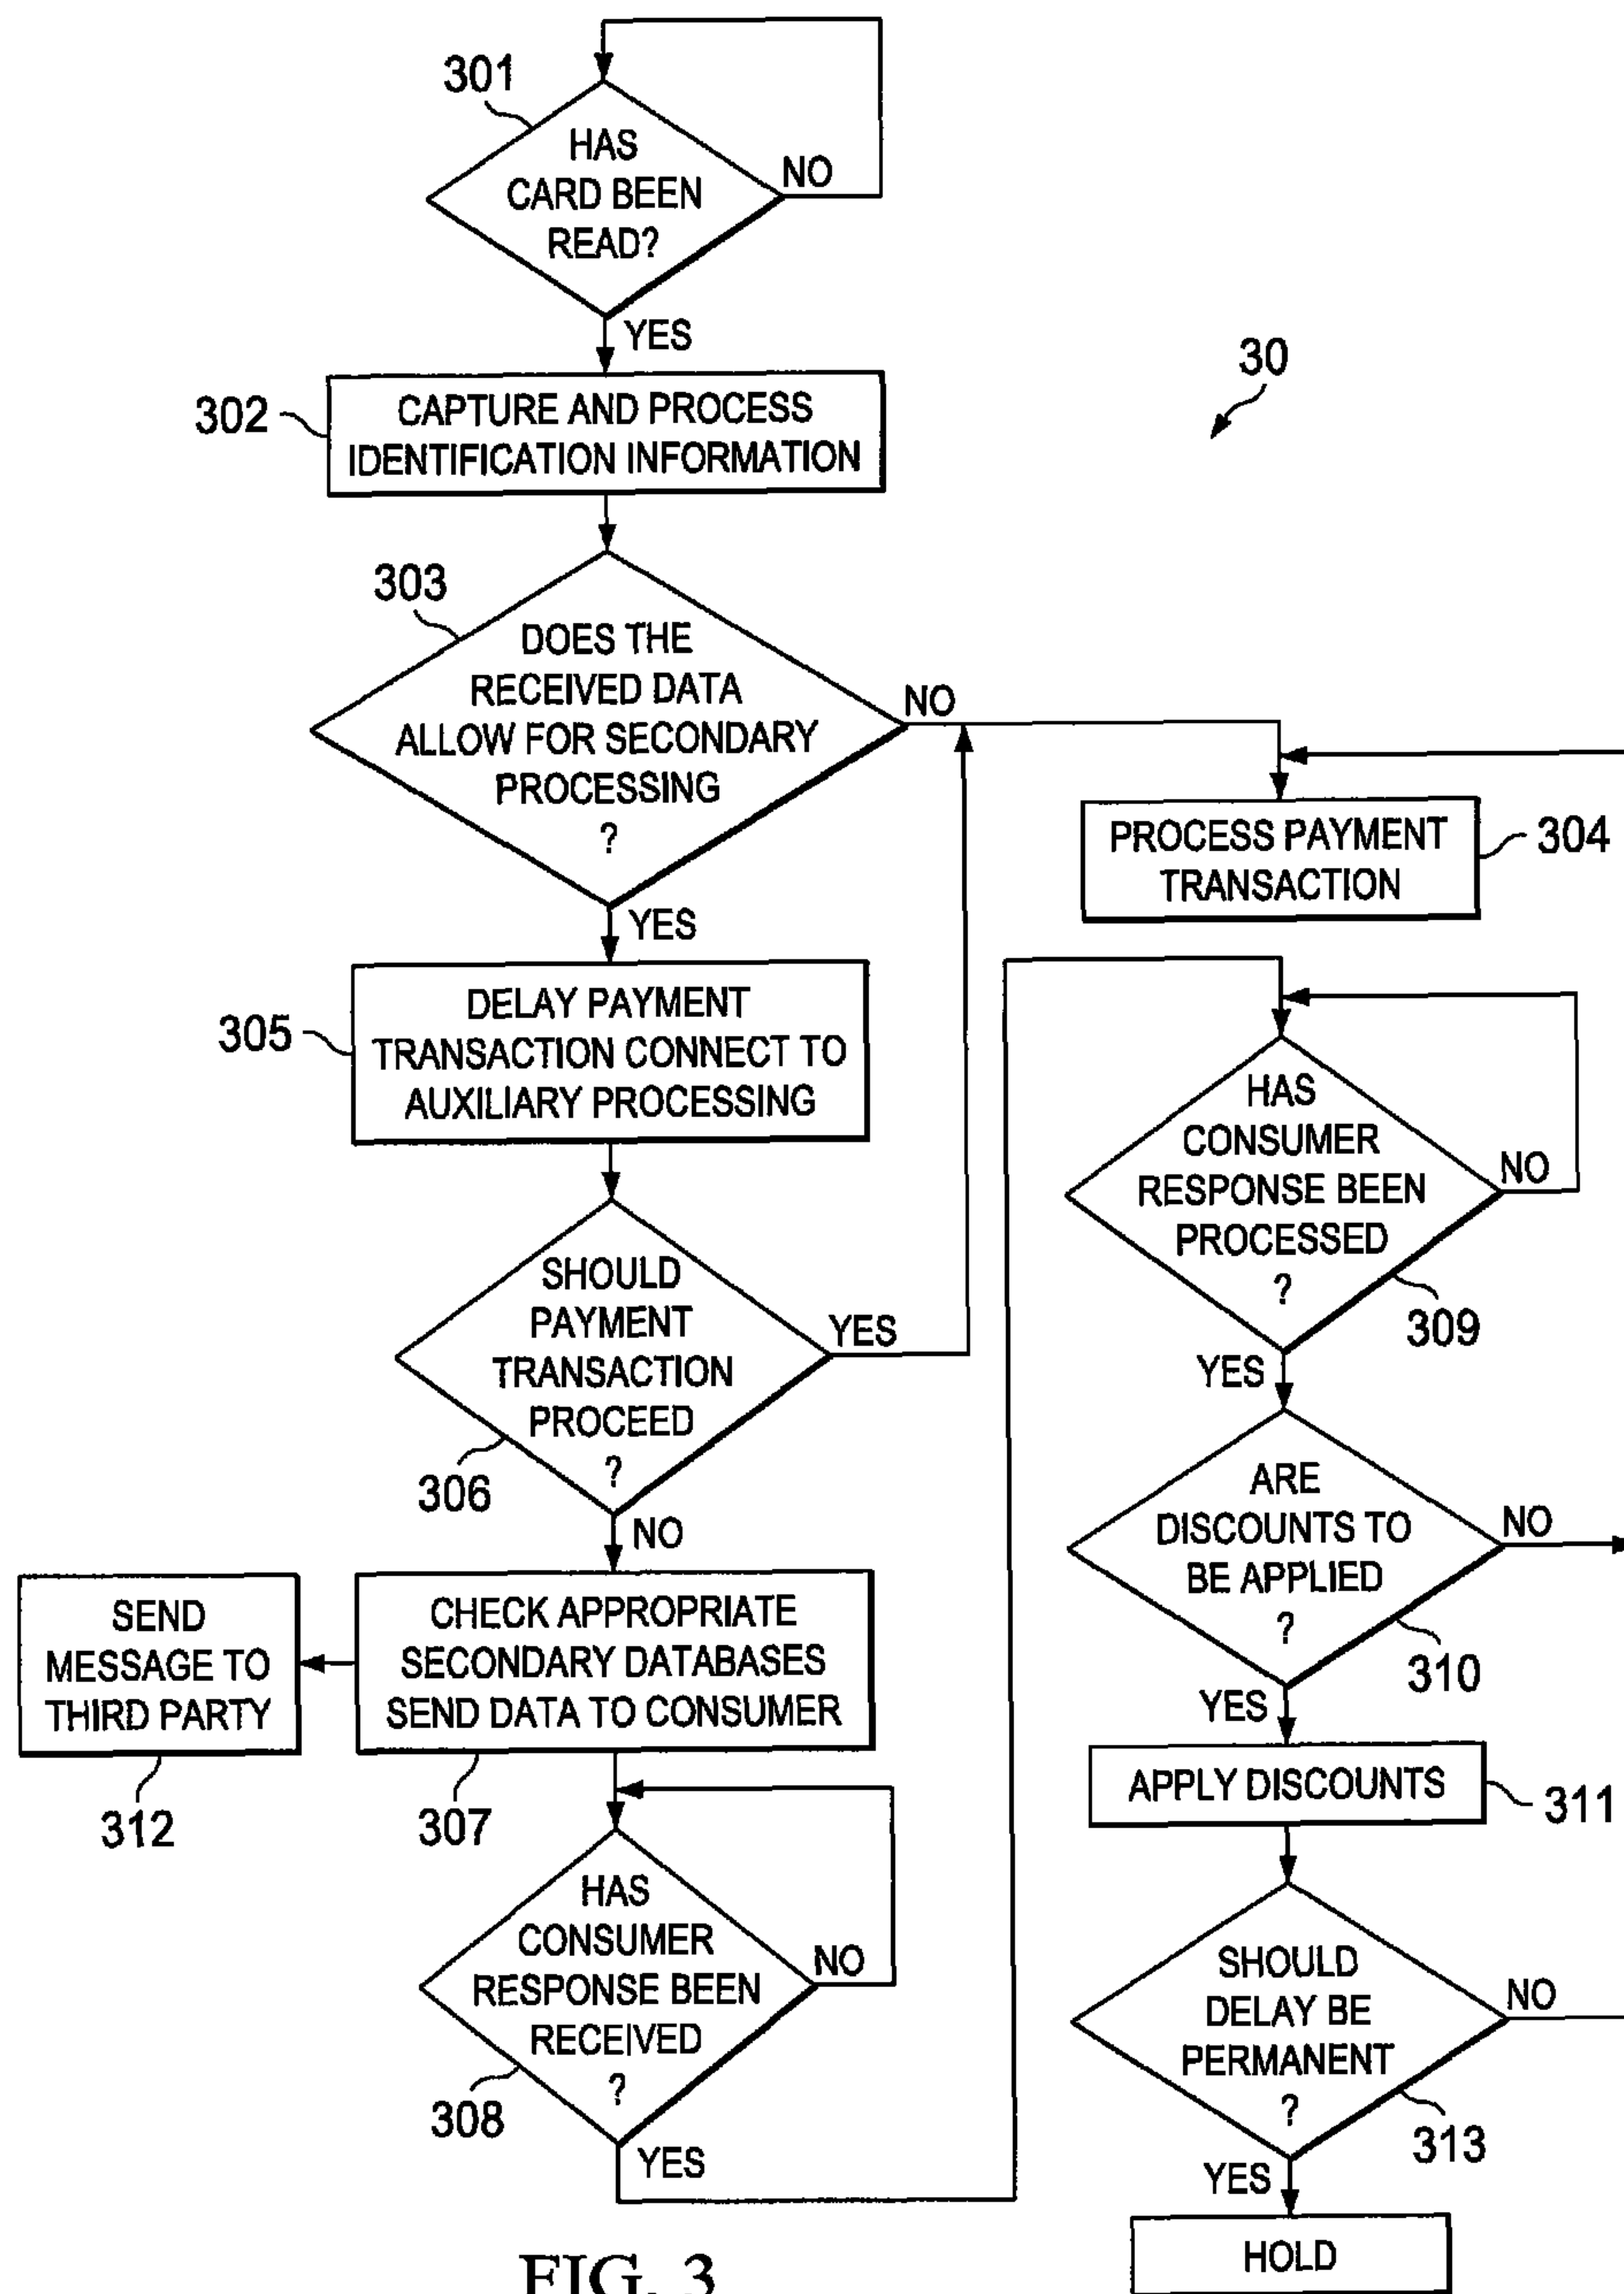 301
HAS
CARD BEEN
READ?
NO
YES
30
302
CAPTURE AND PROCESS
IDENTIFICATION INFORMATION
303
DOES THE
RECEIVED DATA
ALLOW FOR SECONDARY
PROCESSING
?
NO
YES
PROCESS PAYMENT
TRANSACTION
304
305
DELAY PAYMENT
TRANSACTION CONNECT TO
AUXILIARY PROCESSING
SHOULD
PAYMENT
TRANSACTION
PROCEED
?
YES
306
NO
SEND
MESSAGE TO
THIRD PARTY
312
CHECK APPROPRIATE
SECONDARY DATABASES
SEND DATA TO CONSUMER
307
HAS
CONSUMER
RESPONSE BEEN
RECEIVED
?
NO
308
YES
HAS
CONSUMER
RESPONSE BEEN
PROCESSED
?
NO
309
YES
ARE
DISCOUNTS TO
BE APPLIED
?
NO
310
YES
APPLY DISCOUNTS
311
SHOULD
DELAY BE
PERMANENT
?
NO
313
YES
HOLD
FIG. 3